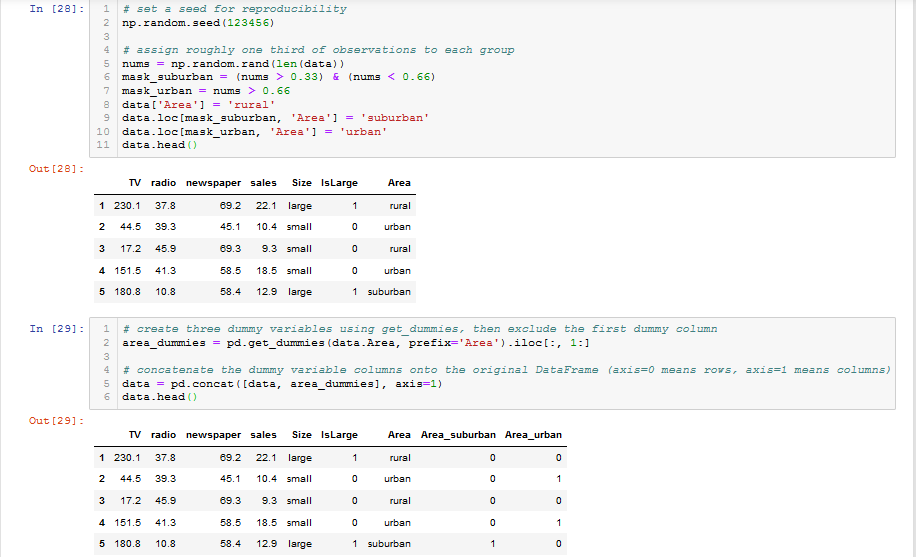 In [28]:
1 # set a seed for reproducibility
2 np.random.seed(123456)
3
4 # assign roughly one third of observations to each group
5 nums = np.random.rand(len(data))
6 mask_suburban = (nums > 0.33) & (nums < 0.66)
7 mask_urban = nums > 0.66
8 data['Area'] = 'rural'
9 data.loc[mask_suburban, 'Area'] = 'suburban'
10 data.loc[mask_urban, 'Area'] = 'urban'
11 data.head()
Out[28]:
TV radio newspaper sales Size IsLarge Area
1 230.1 37.8 69.2 22.1 large 1 rural
2 44.5 39.3 45.1 10.4 small 0 urban
3 17.2 45.9 69.3 9.3 small 0 rural
4 151.5 41.3 58.5 18.5 small 0 urban
5 180.8 10.8 58.4 12.9 large 1 suburban
In [29]:
1 # create three dummy variables using get_dummies, then exclude the first dummy column
2 area_dummies = pd.get_dummies(data.Area, prefix='Area').iloc[:, 1:]
3
4 # concatenate the dummy variable columns onto the original DataFrame (axis=0 means rows, axis=1 means columns)
5 data = pd.concat([data, area_dummies], axis=1)
6 data.head()
Out[29]:
TV radio newspaper sales Size IsLarge Area Area_suburban Area_urban
1 230.1 37.8 69.2 22.1 large 1 rural 0 0
2 44.5 39.3 45.1 10.4 small 0 urban 0 1
3 17.2 45.9 69.3 9.3 small 0 rural 0 0
4 151.5 41.3 58.5 18.5 small 0 urban 0 1
5 180.8 10.8 58.4 12.9 large 1 suburban 1 0